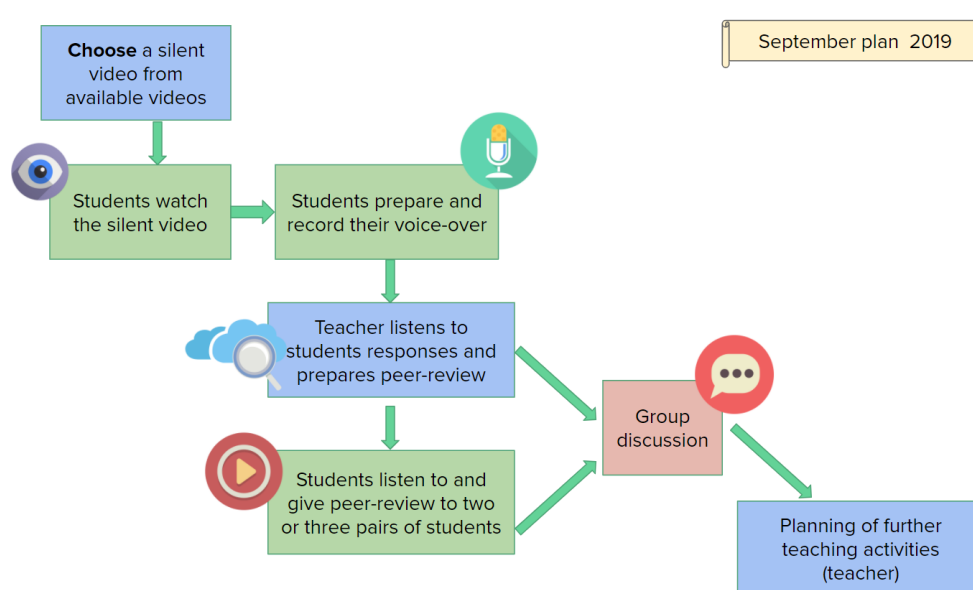 Choose a silent
video from
available videos
September plan 2019
Students watch
the silent video
Students prepare and
record their voice-over
Teacher listens to
students responses and
prepares peer-review
Group
discussion
Students listen to and
give peer-review to two
or three pairs of students
Planning of further
teaching activities
(teacher)